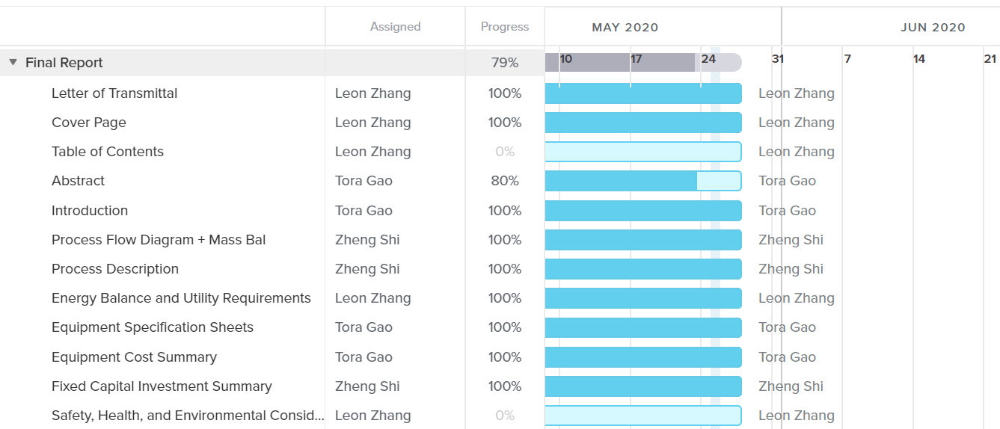 Assigned Progress MAY 2020 JUN 2020
Final Report 79% 10 17 24 31 7 14 21
Letter of Transmittal Leon Zhang 100% Leon Zhang
Cover Page Leon Zhang 100% Leon Zhang
Table of Contents Leon Zhang 0% Leon Zhang
Abstract Tora Gao 80% Tora Gao
Introduction Tora Gao 100% Tora Gao
Process Flow Diagram + Mass Bal Zheng Shi 100% Zheng Shi
Process Description Zheng Shi 100% Zheng Shi
Energy Balance and Utility Requirements Leon Zhang 100% Leon Zhang
Equipment Specification Sheets Tora Gao 100% Tora Gao
Equipment Cost Summary Tora Gao 100% Tora Gao
Fixed Capital Investment Summary Zheng Shi 100% Zheng Shi
Safety, Health, and Environmental Consid... Leon Zhang 0% Leon Zhang